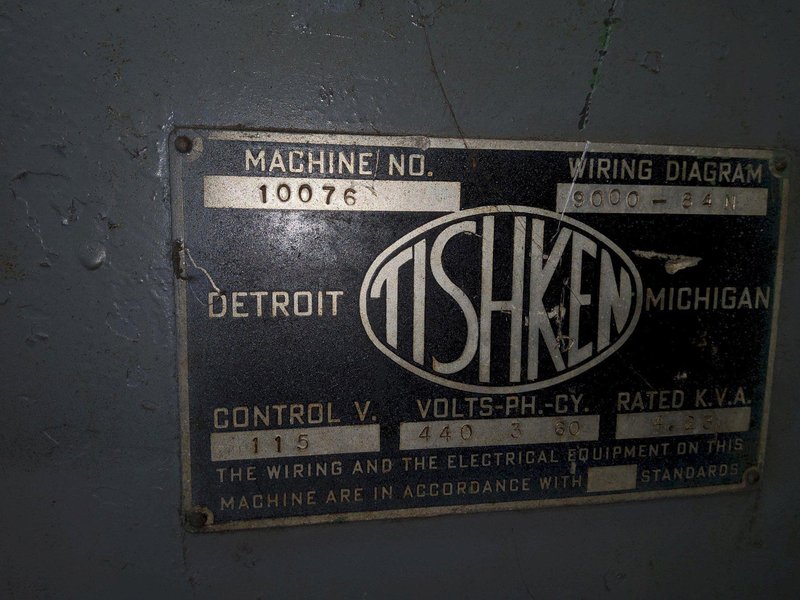 MACHINE NO. WIRING DIAGRAM
10076 9000-84N
TISHKEN
DETROIT MICHIGAN
CONTROL V. VOLTS-PH.-CY. RATED K.V.A.
115 440 3 60
THE WIRING AND THE ELECTRICAL EQUIPMENT ON THIS
MACHINE ARE IN ACCORDANCE WITH STANDARDS